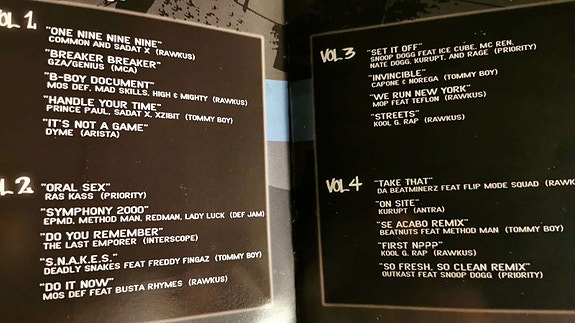 VOL 1
"ONE NINE NINE NINE"
COMMON AND SADAT X (RAWKUS)
"BREAKER BREAKER"
GZA/GENIUS (MCA)
"B-BOY DOCUMENT"
MOS DEF, MAD SKILLS, HIGH & MIGHTY (RAWKUS)
"HANDLE YOUR TIME"
PRINCE PAUL, SADAT X, XZIBIT (TOMMY BOY)
"IT'S NOT A GAME"
DYME (ARISTA)
OL 2
"ORAL SEX"
RAS KASS (PRIORITY)
"SYMPHONY 2000"
EPMD, METHOD MAN, REDMAN, LADY LUCK (DEF JAM)
"DO YOU REMEMBER"
THE LAST EMPORER (INTERSCOPE)
"S.N.A.K.E.S."
DEADLY SNAKES FEAT FREDDY FINGAZ (TOMMY BOY)
"DO IT NOW"
MOS DEF FEAT BUSTA RHYMES (RAWKUS)
VOL 3
"SET IT OFF"
SNOOP DOGG FEAT ICE CUBE, MC REN,
NATE DOGG, KURUPT, AND RAGE (PRIORITY)
"INVINCIBLE"
CAPONE & NOREGA (TOMMY BOY)
"WE RUN NEW YORK"
MOP FEAT TEFLON (RAWKUS)
"STREETS"
KOOL G. RAP (RAWKUS)
VOL 4
"TAKE THAT"
DA BEATMINERZ FEAT FLIP MODE SQUAD (RAWK
"ON SITE"
KURUPT (ANTRA)
"SE ACABO REMIX"
BEATNUTS FEAT METHOD MAN (TOMMY BOY)
"FIRST NPPP"
KOOL G. RAP (RAWKUS)
"SO FRESH, SO CLEAN REMIX"
OUTKAST FEAT SNOOP DOGG (PRIORITY)